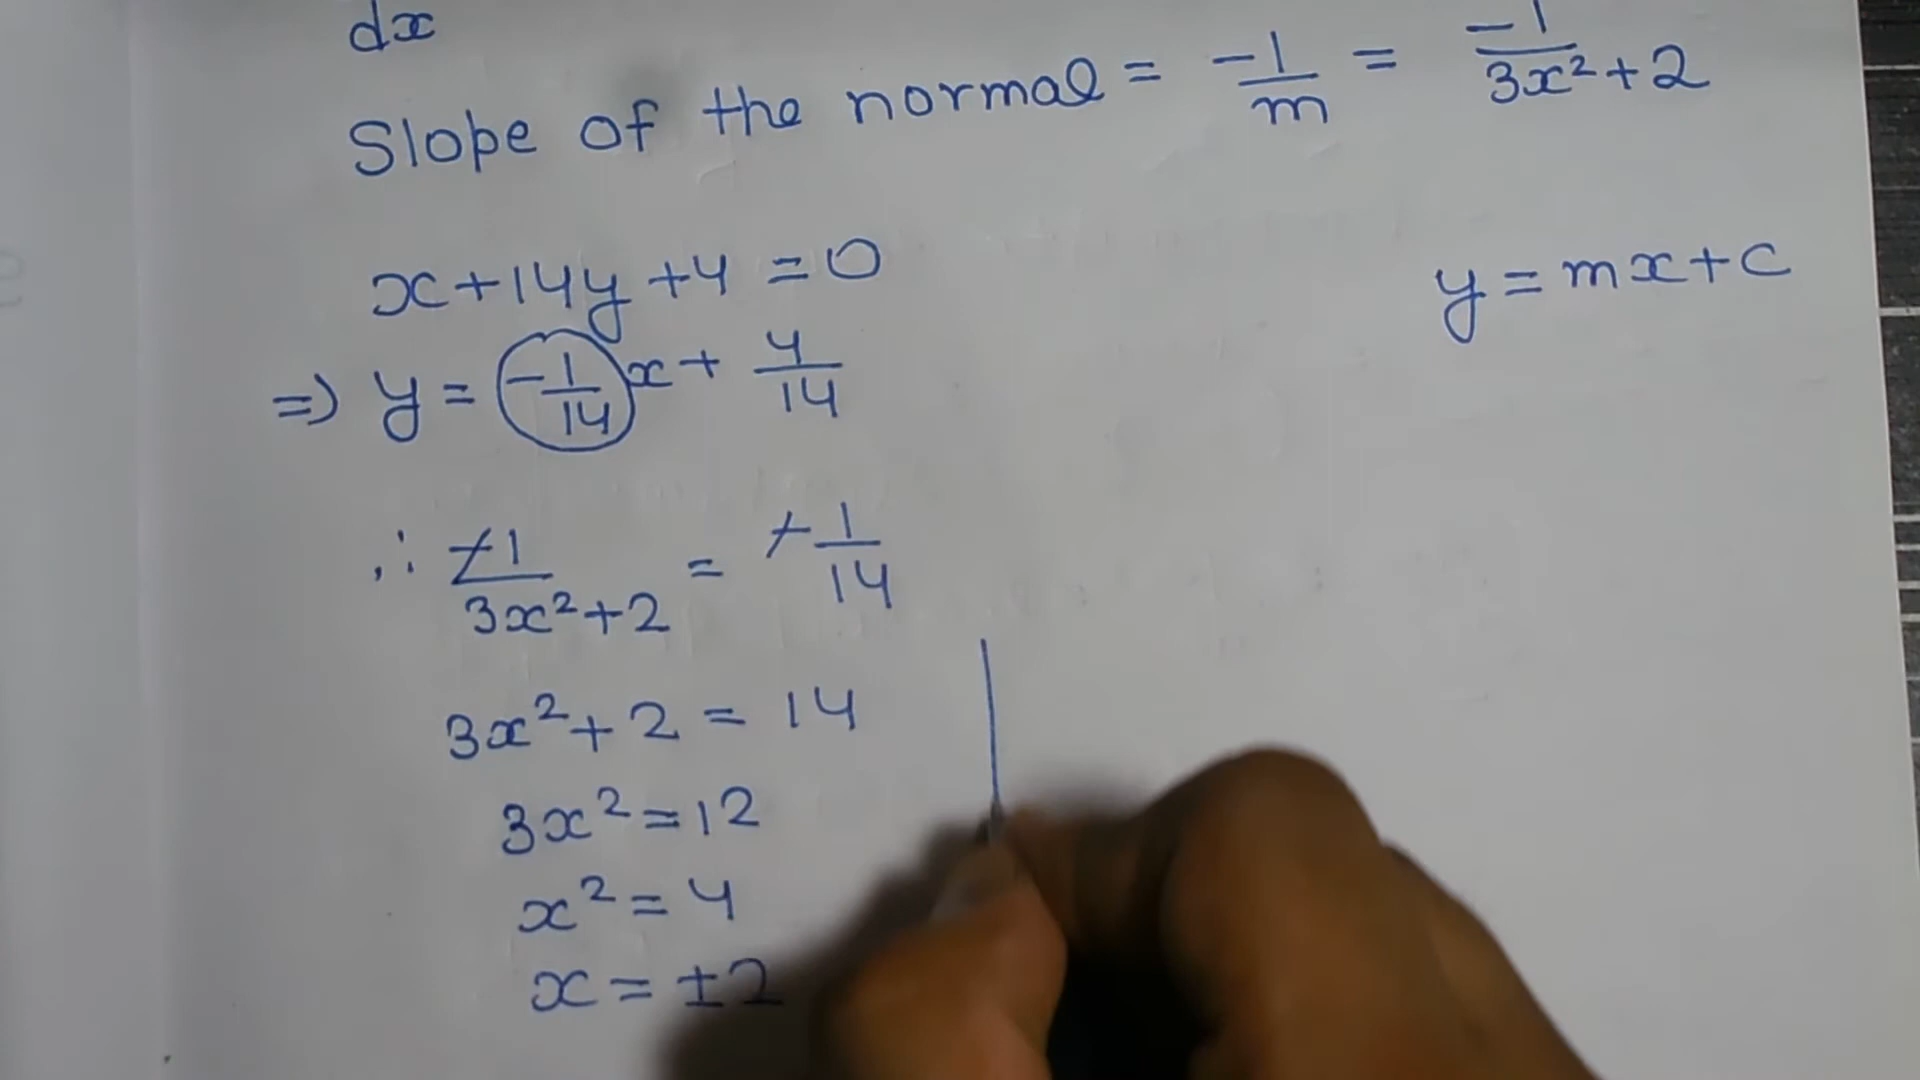 dx
Slope of the normal = -1/m = -1/3x²+2
x+14y+4=0
y=mx+c
=) y = -1/14 x + 4/14
∴ -1/3x²+2 = -1/14
3x²+2 = 14
3x²=12
x²=4
x=±2